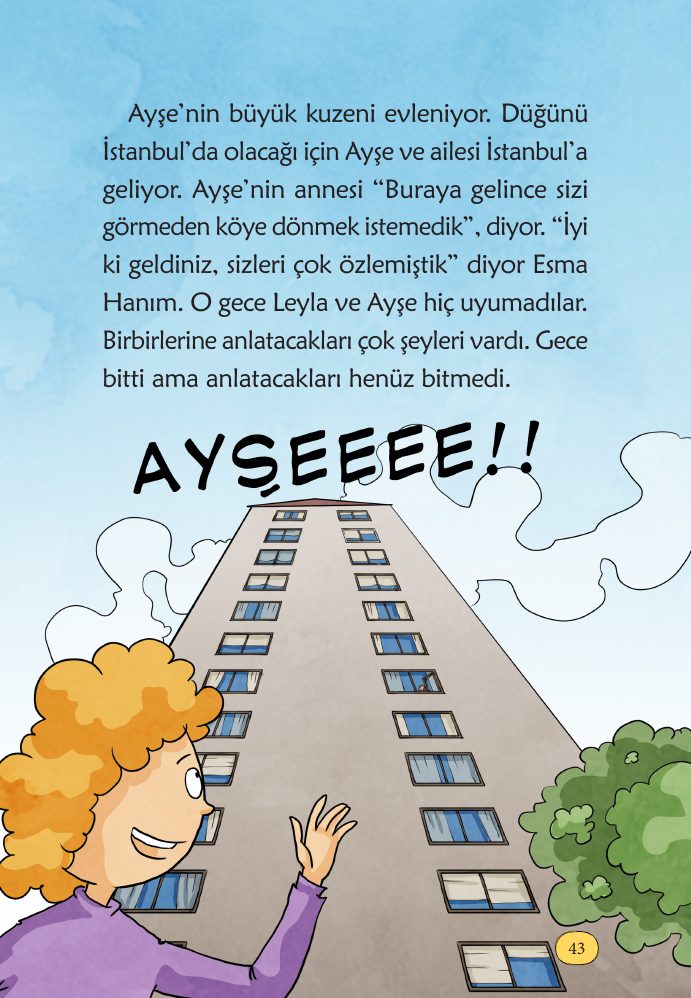 Ayşe’nin büyük kuzeni evleniyor. Düğünü
İstanbul’da olacağı için Ayşe ve ailesi İstanbul’a
geliyor. Ayşe’nin annesi “Buraya gelince sizi
görmeden köye dönmek istemedik”, diyor. “İyi
ki geldiniz, sizleri çok özlemiştik” diyor Esma
Hanım. O gece Leyla ve Ayşe hiç uyumadılar.
Birbirlerine anlatacakları çok şeyleri vardı. Gece
bitti ama anlatacakları henüz bitmedi.
AYŞEEEE!!
43